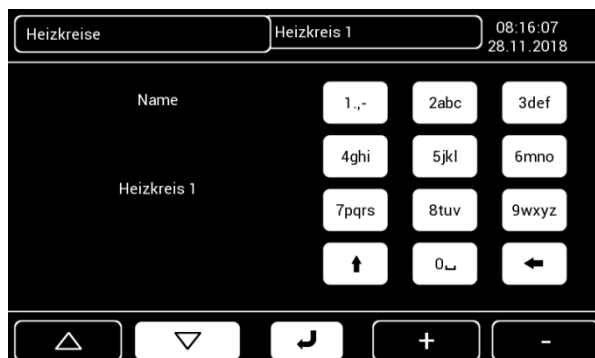 Heizkreise
Heizkreis 1
08:16:07
28.11.2018
Name
Heizkreis 1
1.,-
2abc
3def
4ghi
5jkl
6mno
7pqrs
8tuv
9wxyz
0⎵
+
-